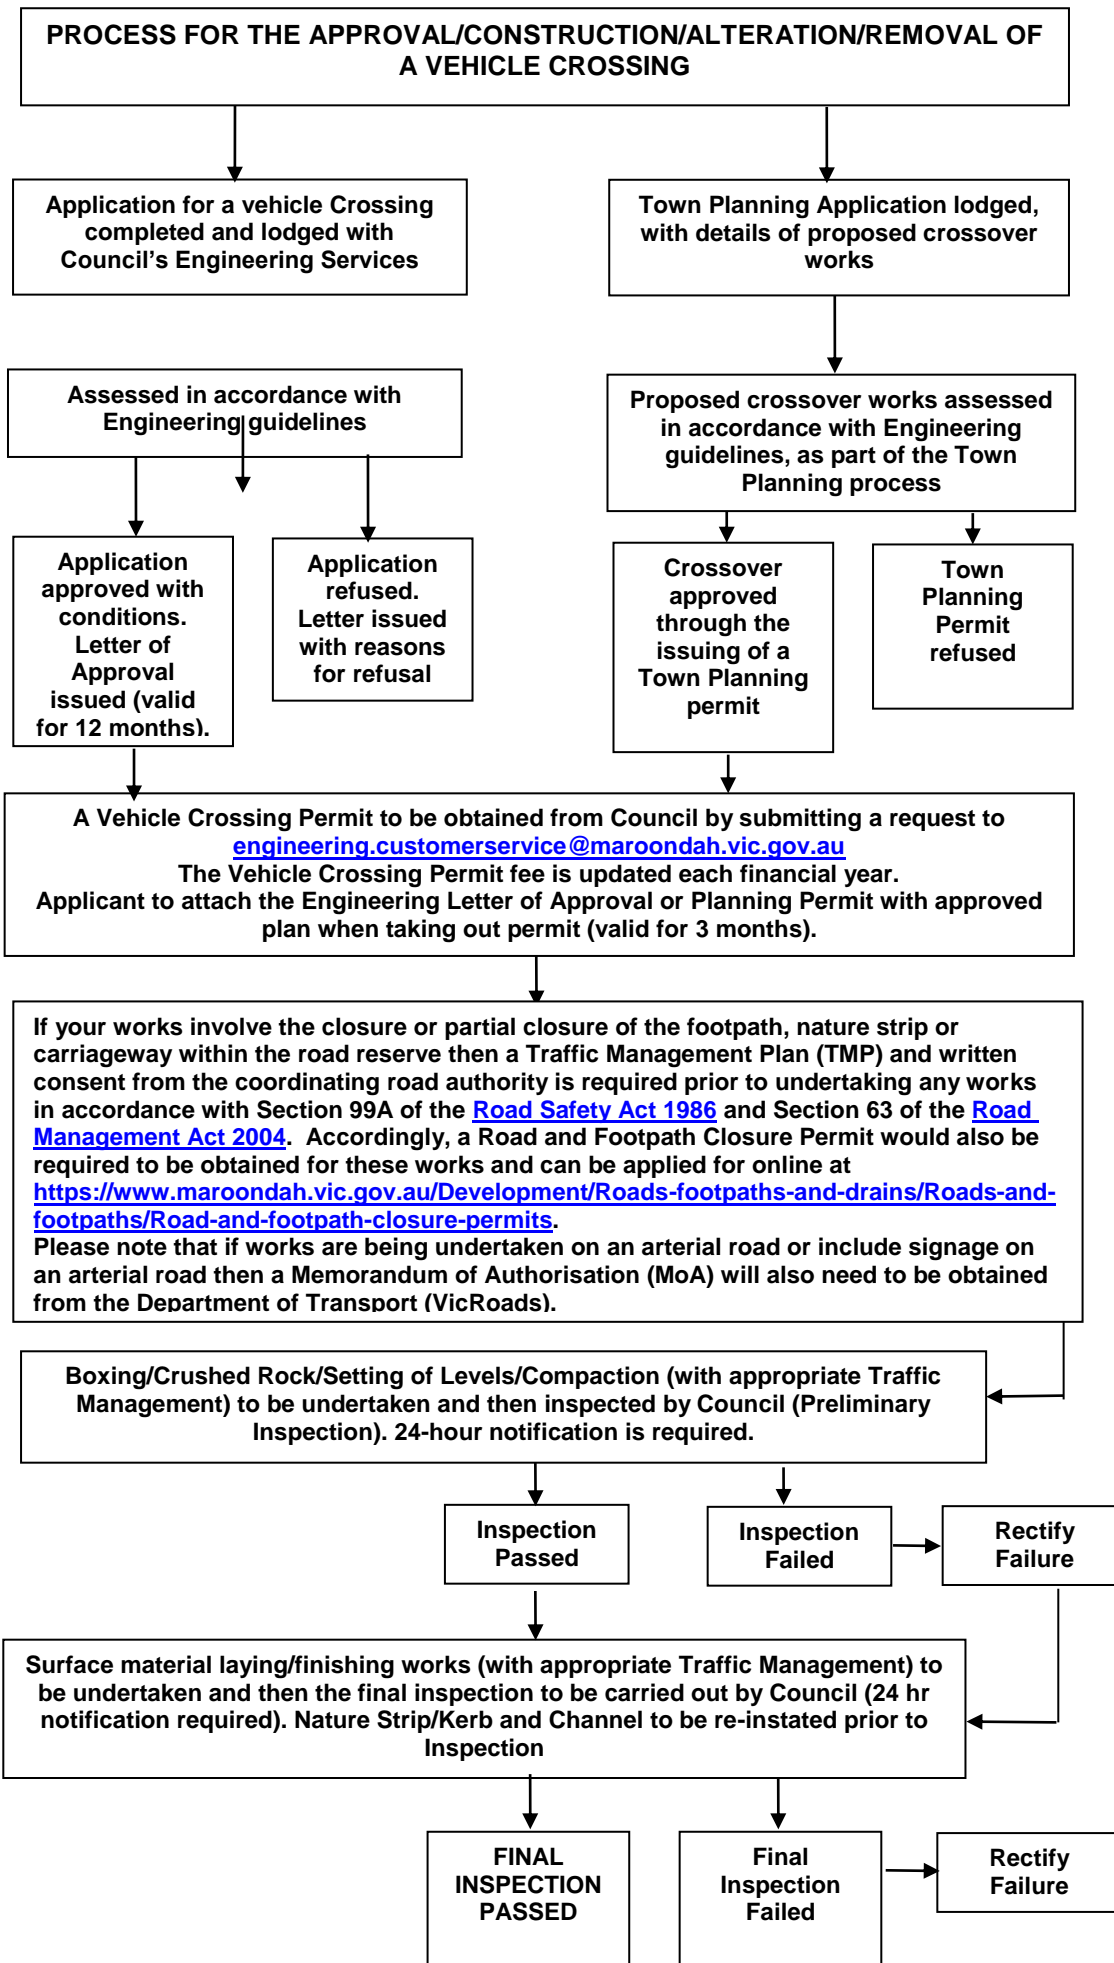 PROCESS FOR THE APPROVAL/CONSTRUCTION/ALTERATION/REMOVAL OF
A VEHICLE CROSSING
Application for a vehicle Crossing
completed and lodged with
Council's Engineering Services
Town Planning Application lodged,
with details of proposed crossover
works
Assessed in accordance with
Engineering guidelines
Proposed crossover works assessed
in accordance with Engineering
guidelines, as part of the Town
Planning process
Application
approved with
conditions.
Letter of
Approval
issued (valid
for 12 months).
Application
refused.
Letter issued
with reasons
for refusal
Crossover
approved
through the
issuing of a
Town Planning
permit
Town
Planning
Permit
refused
A Vehicle Crossing Permit to be obtained from Council by submitting a request to
engineering.customerservice@maroondah.vic.gov.au
The Vehicle Crossing Permit fee is updated each financial year.
Applicant to attach the Engineering Letter of Approval or Planning Permit with approved
plan when taking out permit (valid for 3 months).
If your works involve the closure or partial closure of the footpath, nature strip or
carriageway within the road reserve then a Traffic Management Plan (TMP) and written
consent from the coordinating road authority is required prior to undertaking any works
in accordance with Section 99A of the Road Safety Act 1986 and Section 63 of the Road
Management Act 2004. Accordingly, a Road and Footpath Closure Permit would also be
required to be obtained for these works and can be applied for online at
https://www.maroondah.vic.gov.au/Development/Roads-footpaths-and-drains/Roads-and-
footpaths/Road-and-footpath-closure-permits.
Please note that if works are being undertaken on an arterial road or include signage on
an arterial road then a Memorandum of Authorisation (MoA) will also need to be obtained
from the Department of Transport (VicRoads).
Boxing/Crushed Rock/Setting of Levels/Compaction (with appropriate Traffic
Management) to be undertaken and then inspected by Council (Preliminary
Inspection). 24-hour notification is required.
Inspection
Passed
Inspection
Failed
Rectify
Failure
Surface material laying/finishing works (with appropriate Traffic Management) to
be undertaken and then the final inspection to be carried out by Council (24 hr
notification required). Nature Strip/Kerb and Channel to be re-instated prior to
Inspection
FINAL
INSPECTION
PASSED
Final
Inspection
Failed
Rectify
Failure